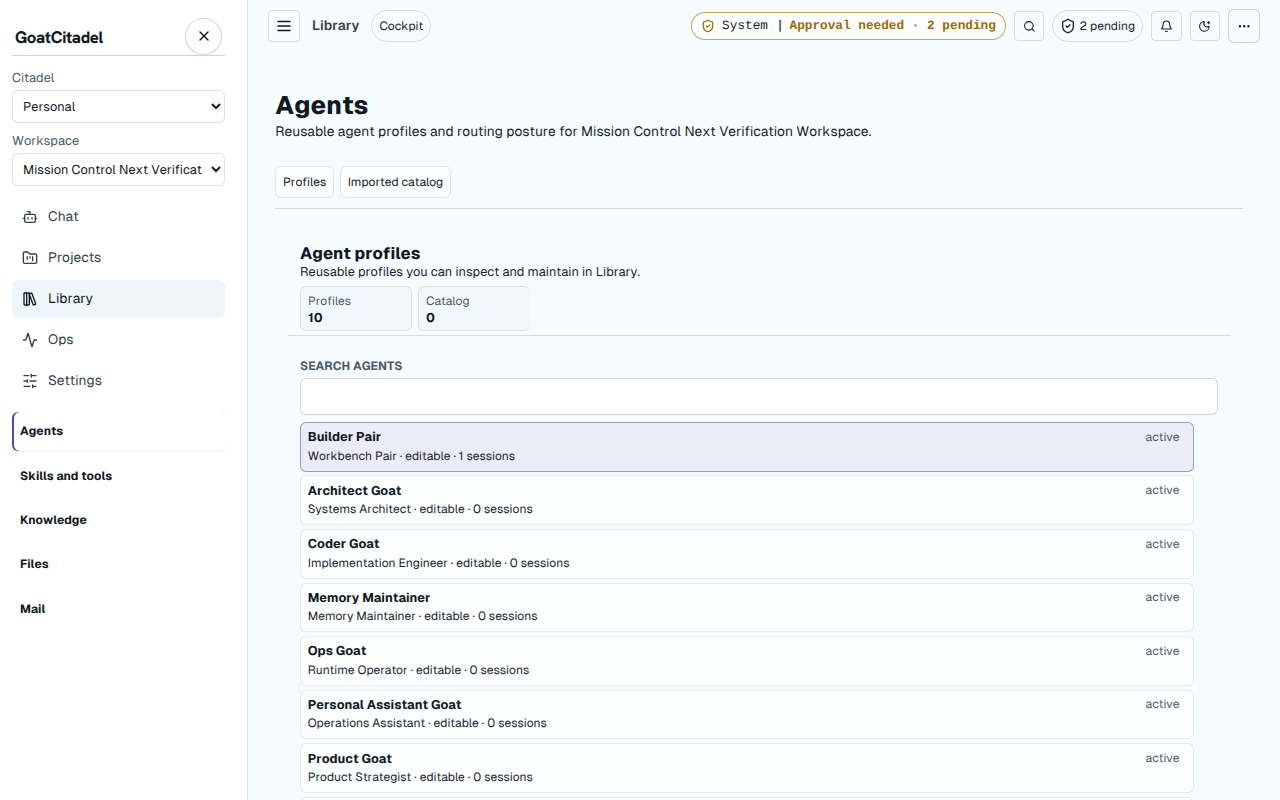 GoatCitadel
Citadel
Personal
Workspace
Mission Control Next Verificat
Chat
Projects
Library
Ops
Settings
Agents
Skills and tools
Knowledge
Files
Mail
Library
Cockpit
System | Approval needed · 2 pending
2 pending
Agents
Reusable agent profiles and routing posture for Mission Control Next Verification Workspace.
Profiles
Imported catalog
Agent profiles
Reusable profiles you can inspect and maintain in Library.
Profiles
10
Catalog
0
SEARCH AGENTS
Builder Pair
active
Workbench Pair · editable · 1 sessions
Architect Goat
active
Systems Architect · editable · 0 sessions
Coder Goat
active
Implementation Engineer · editable · 0 sessions
Memory Maintainer
active
Memory Maintainer · editable · 0 sessions
Ops Goat
active
Runtime Operator · editable · 0 sessions
Personal Assistant Goat
active
Operations Assistant · editable · 0 sessions
Product Goat
active
Product Strategist · editable · 0 sessions